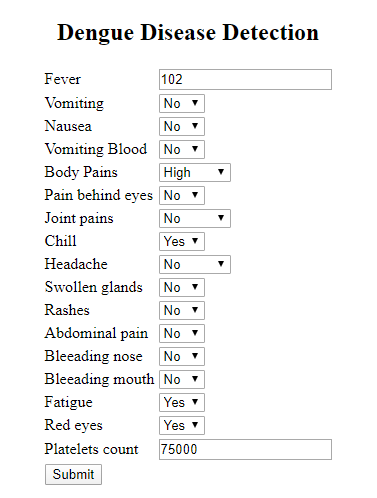 Dengue Disease Detection
Fever 102
Vomiting No
Nausea No
Vomiting Blood No
Body Pains High
Pain behind eyes No
Joint pains No
Chill Yes
Headache No
Swollen glands No
Rashes No
Abdominal pain No
Bleeading nose No
Bleeading mouth No
Fatigue Yes
Red eyes Yes
Platelets count 75000
Submit